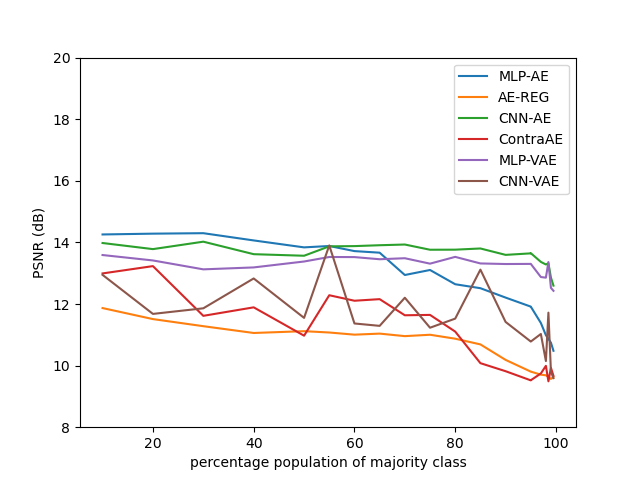 20
18
16
14
12
10
8
PSNR (dB)
20
40
60
80
100
percentage population of majority class
MLP-AE
AE-REG
CNN-AE
ContraAE
MLP-VAE
CNN-VAE